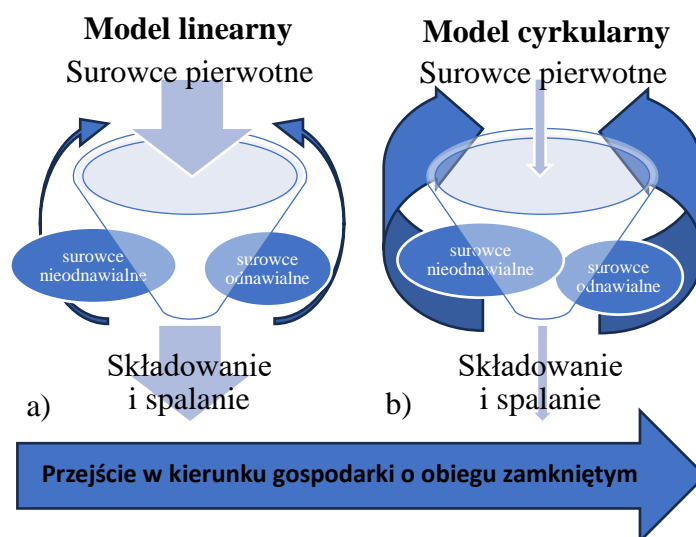 Model linearny
Surowce pierwotne
surowce
nieodnawialne
surowce
odnawialne
Składowanie
i spalanie
a)
Model cyrkularny
Surowce pierwotne
surowce
nieodnawialne
surowce
odnawialne
Składowanie
i spalanie
b)
Przejście w kierunku gospodarki o obiegu zamkniętym